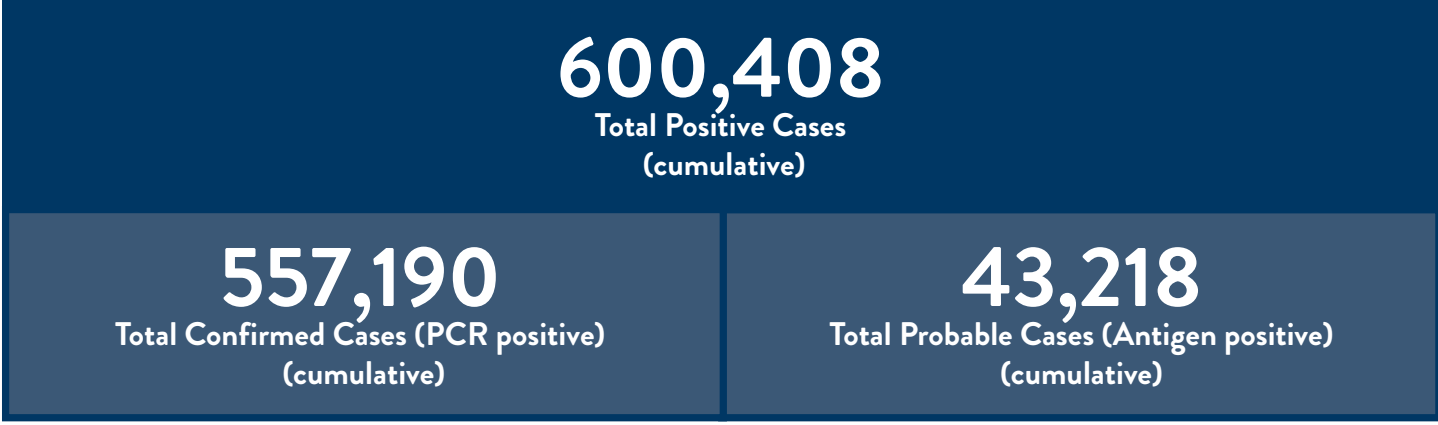 600,408
Total Positive Cases
(cumulative)
557,190
Total Confirmed Cases (PCR positive)
(cumulative)
43,218
Total Probable Cases (Antigen positive)
(cumulative)